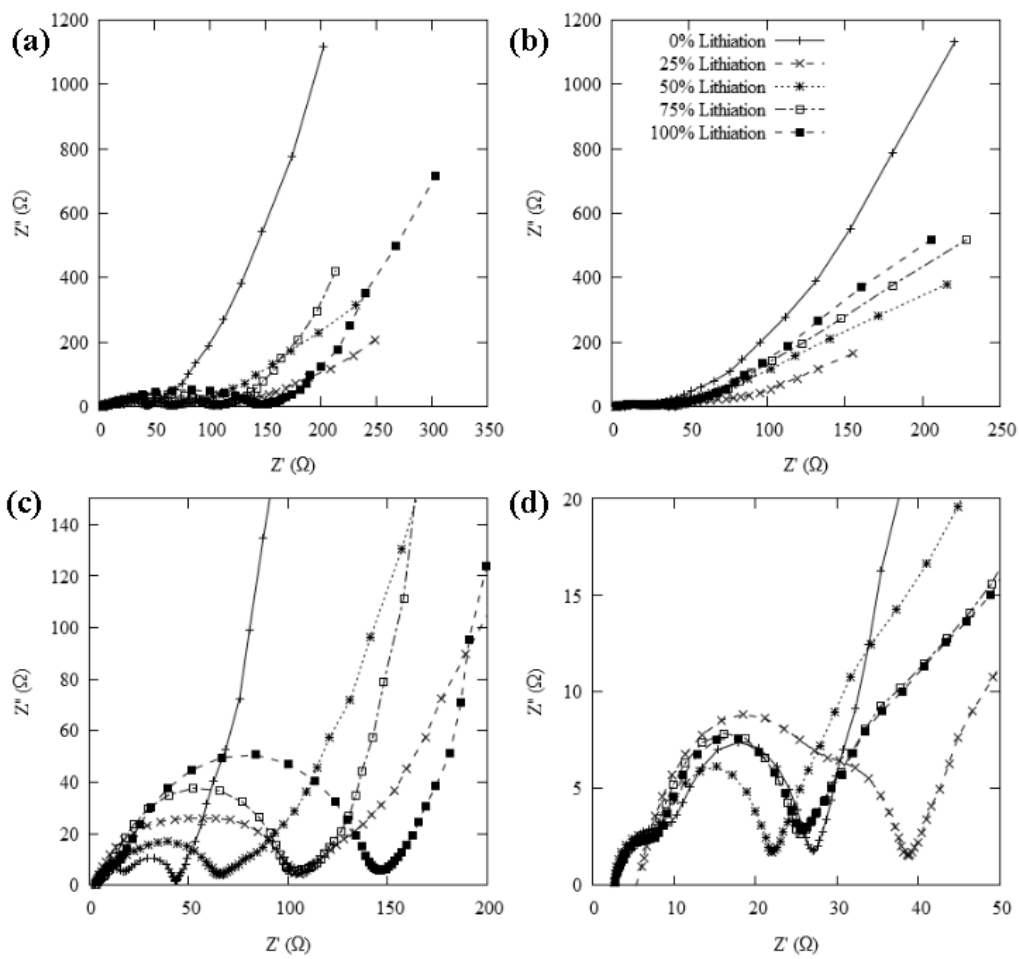 (a)
1200
1000
800
600
400
200
0
Z'' (Ω)
0 50 100 150 200 250 300 350
Z' (Ω)
(b)
1200
1000
800
600
400
200
0
Z'' (Ω)
0% Lithiation
25% Lithiation
50% Lithiation
75% Lithiation
100% Lithiation
0 50 100 150 200 250
Z' (Ω)
(c)
140
120
100
80
60
40
20
0
Z'' (Ω)
0 50 100 150 200
Z' (Ω)
(d)
20
15
10
5
0
Z'' (Ω)
0 10 20 30 40 50
Z' (Ω)